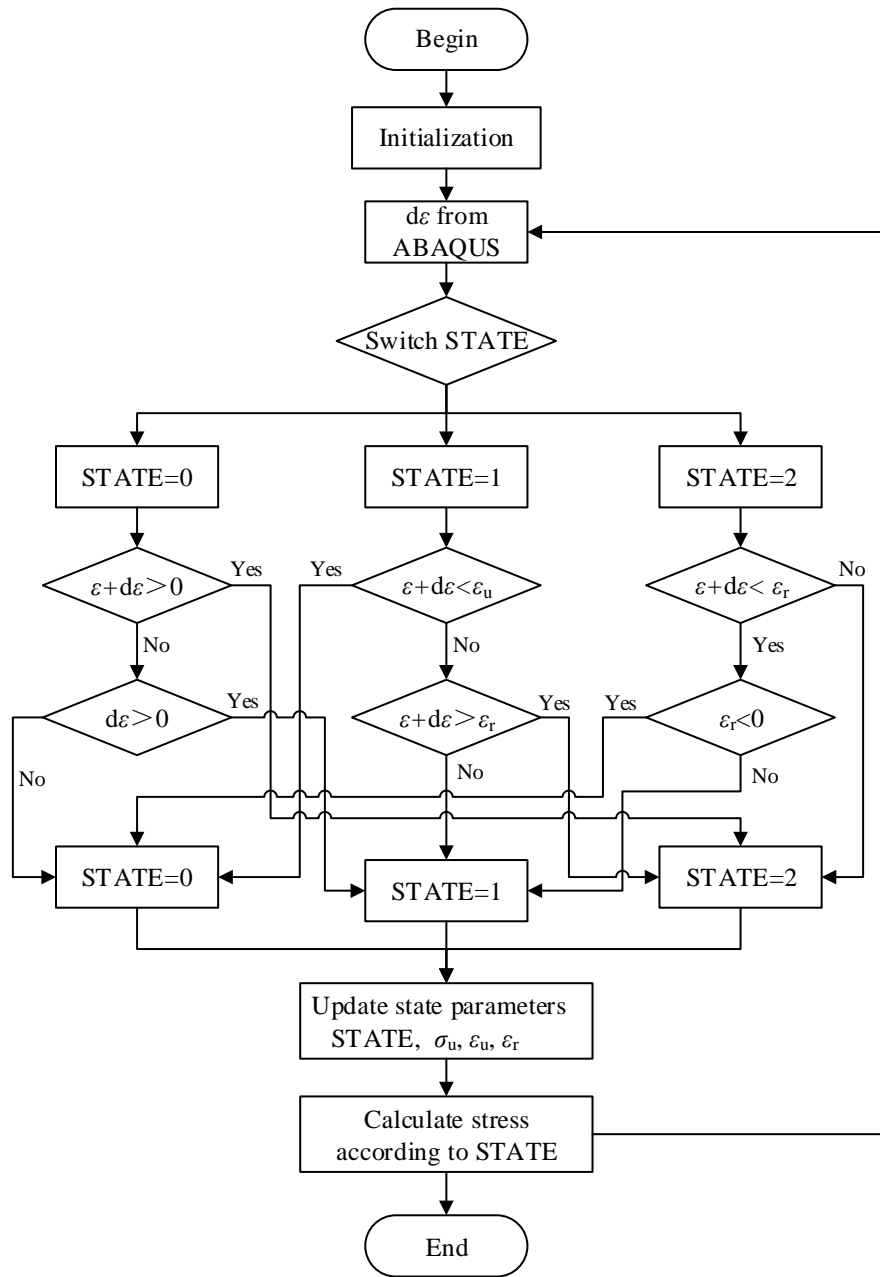 Begin
Initialization
dε from
ABAQUS
Switch STATE
STATE=0
STATE=1
STATE=2
ε+dε>0
Yes
Yes
ε+dε<εu
ε+dε< εr
No
No
No
Yes
dε>0
Yes
ε+dε>εr
Yes
Yes
εr<0
No
No
No
STATE=0
STATE=1
STATE=2
Update state parameters
STATE, σu, εu, εr
Calculate stress
according to STATE
End